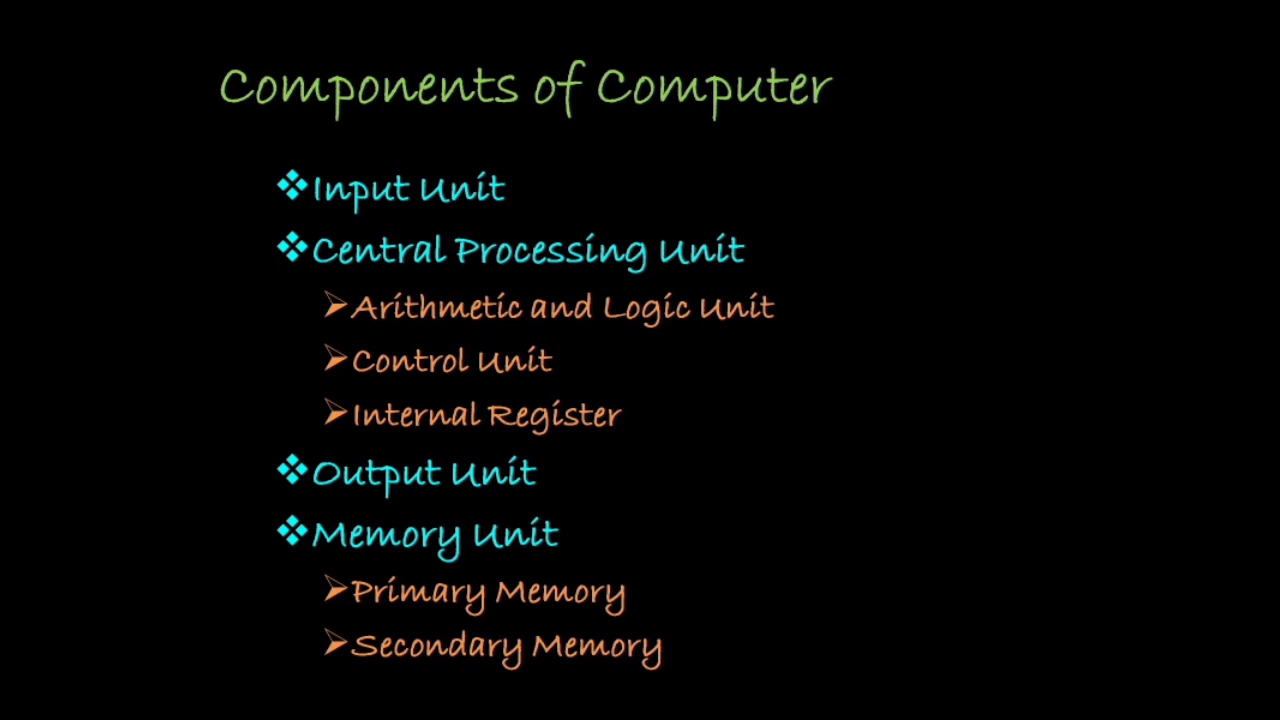 Components of Computer
❖Input Unit
❖Central Processing Unit
➢Arithmetic and Logic Unit
➢Control Unit
➢Internal Register
❖Output Unit
❖Memory Unit
➢Primary Memory
➢Secondary Memory